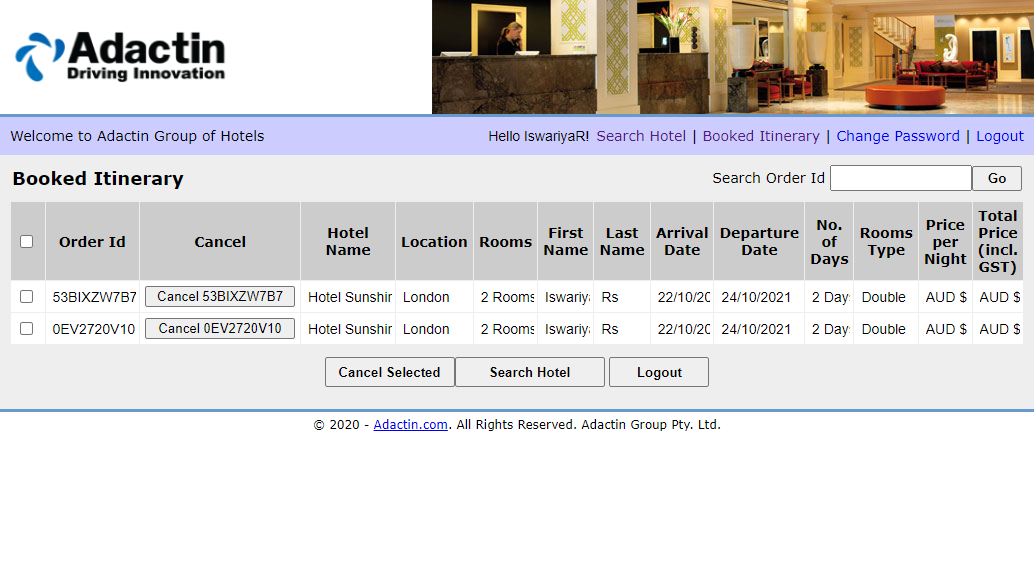 Adactin
Driving Innovation
Welcome to Adactin Group of Hotels
Hello IswariyaR! Search Hotel | Booked Itinerary | Change Password | Logout
Booked Itinerary
Search Order Id Go
Order Id Cancel Hotel Name Location Rooms First Name Last Name Arrival Date Departure Date No. of Days Rooms Type Price per Night Total Price (incl. GST)
53BIXZW7B7 Cancel 53BIXZW7B7 Hotel Sunshin London 2 Rooms Iswariya Rs 22/10/20 24/10/2021 2 Days Double AUD $ AUD $
0EV2720V10 Cancel 0EV2720V10 Hotel Sunshin London 2 Rooms Iswariya Rs 22/10/20 24/10/2021 2 Days Double AUD $ AUD $
Cancel Selected Search Hotel Logout
© 2020 - Adactin.com. All Rights Reserved. Adactin Group Pty. Ltd.